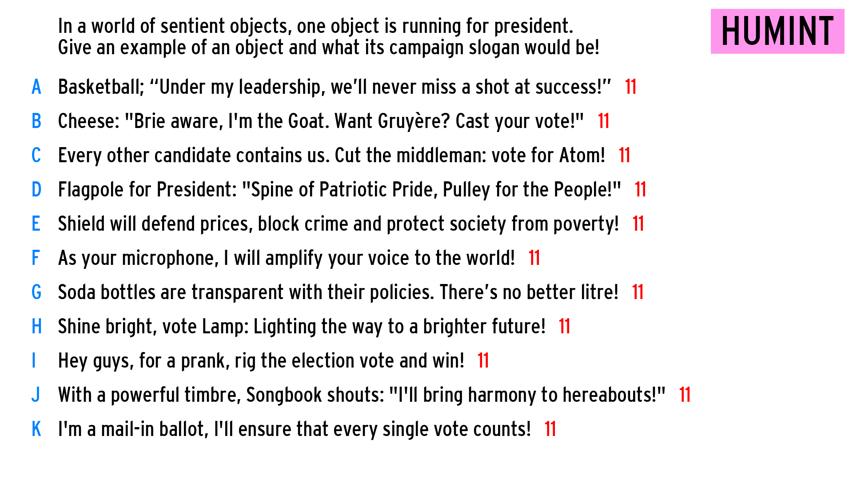 In a world of sentient objects, one object is running for president.
Give an example of an object and what its campaign slogan would be!
HUMINT
A Basketball; “Under my leadership, we’ll never miss a shot at success!” 11
B Cheese: "Brie aware, I'm the Goat. Want Gruyère? Cast your vote!" 11
C Every other candidate contains us. Cut the middleman: vote for Atom! 11
D Flagpole for President: "Spine of Patriotic Pride, Pulley for the People!" 11
E Shield will defend prices, block crime and protect society from poverty! 11
F As your microphone, I will amplify your voice to the world! 11
G Soda bottles are transparent with their policies. There’s no better litre! 11
H Shine bright, vote Lamp: Lighting the way to a brighter future! 11
I Hey guys, for a prank, rig the election vote and win! 11
J With a powerful timbre, Songbook shouts: "I'll bring harmony to hereabouts!" 11
K I'm a mail-in ballot, I'll ensure that every single vote counts! 11